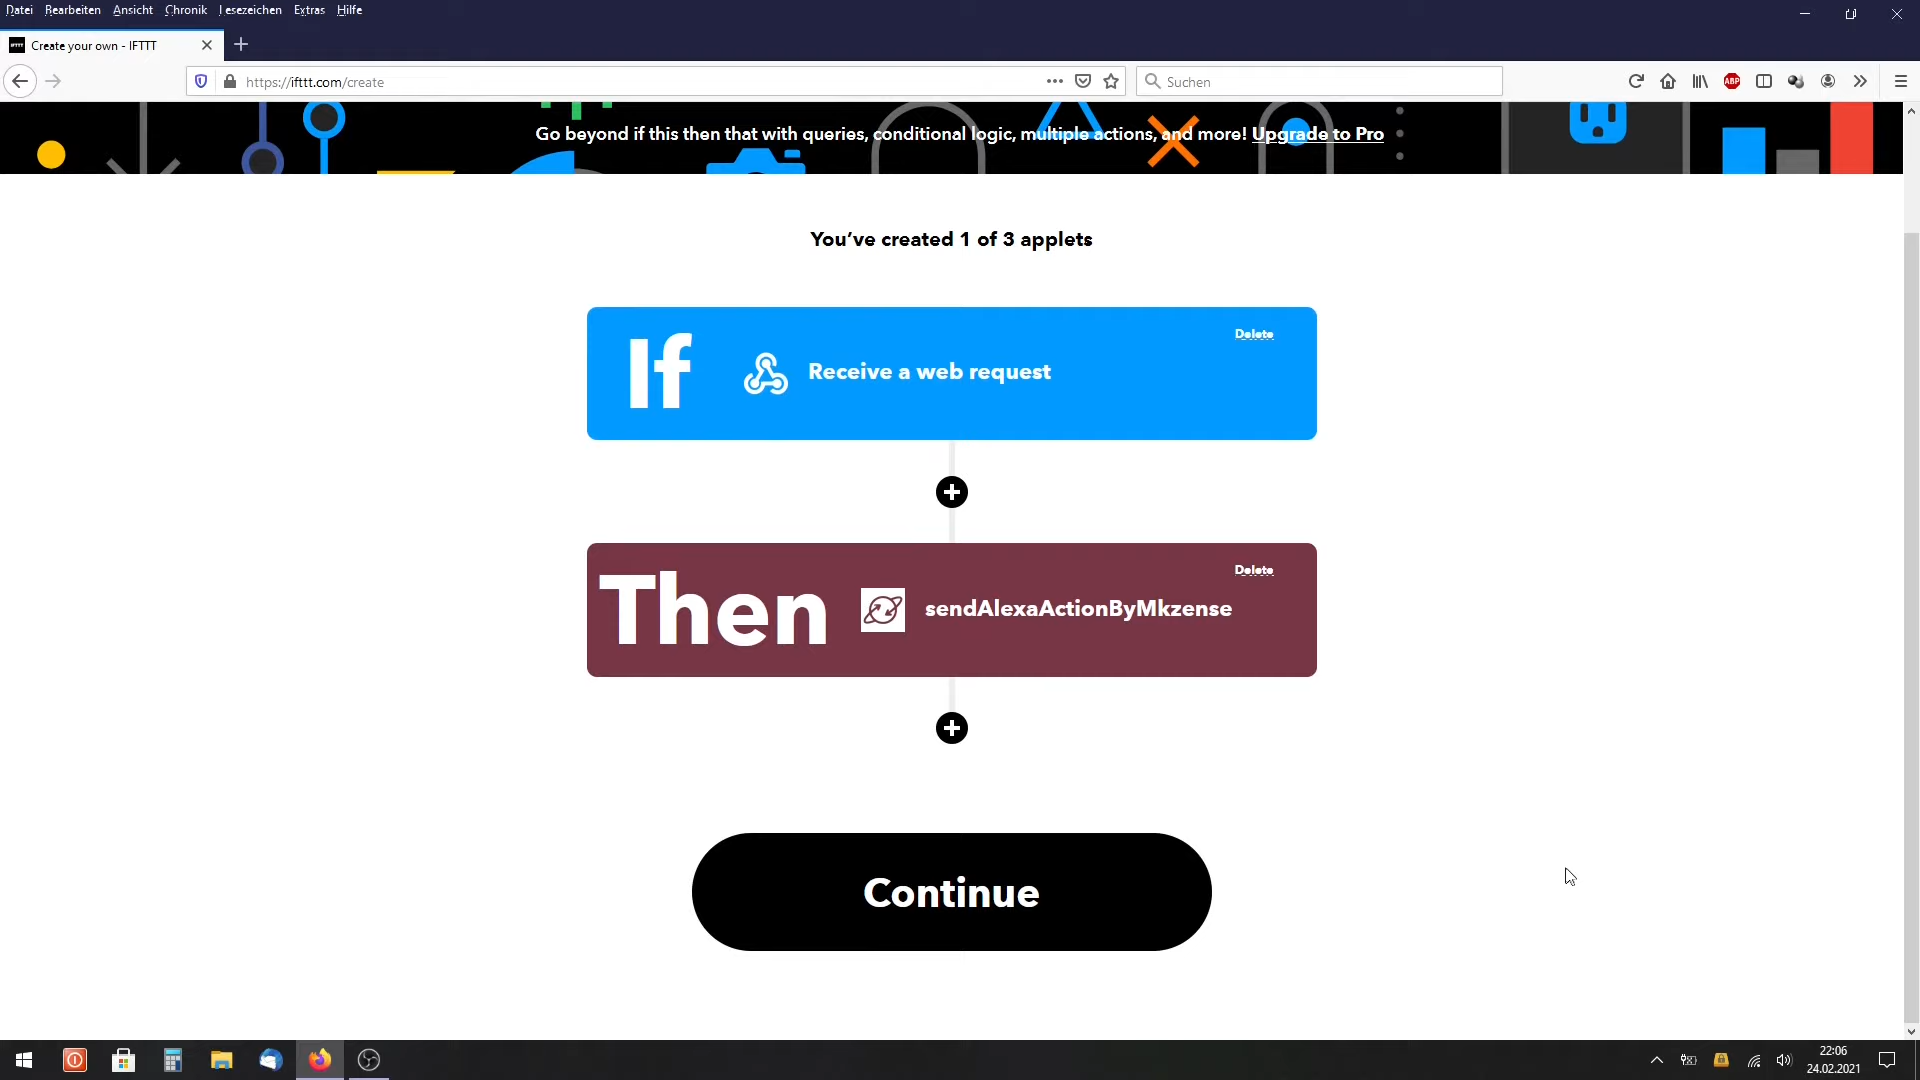 Datei Bearbeiten Ansicht Chronik Lesezeichen Extras Hilfe
IFTTT Create your own - IFTTT
https://ifttt.com/create
Suchen
ABP
Go beyond if this then that with queries, conditional logic, multiple actions, and more! Upgrade to Pro
You've created 1 of 3 applets
Delete
If Receive a web request
Delete
Then sendAlexaActionByMkzense
Continue
22:06
24.02.2021